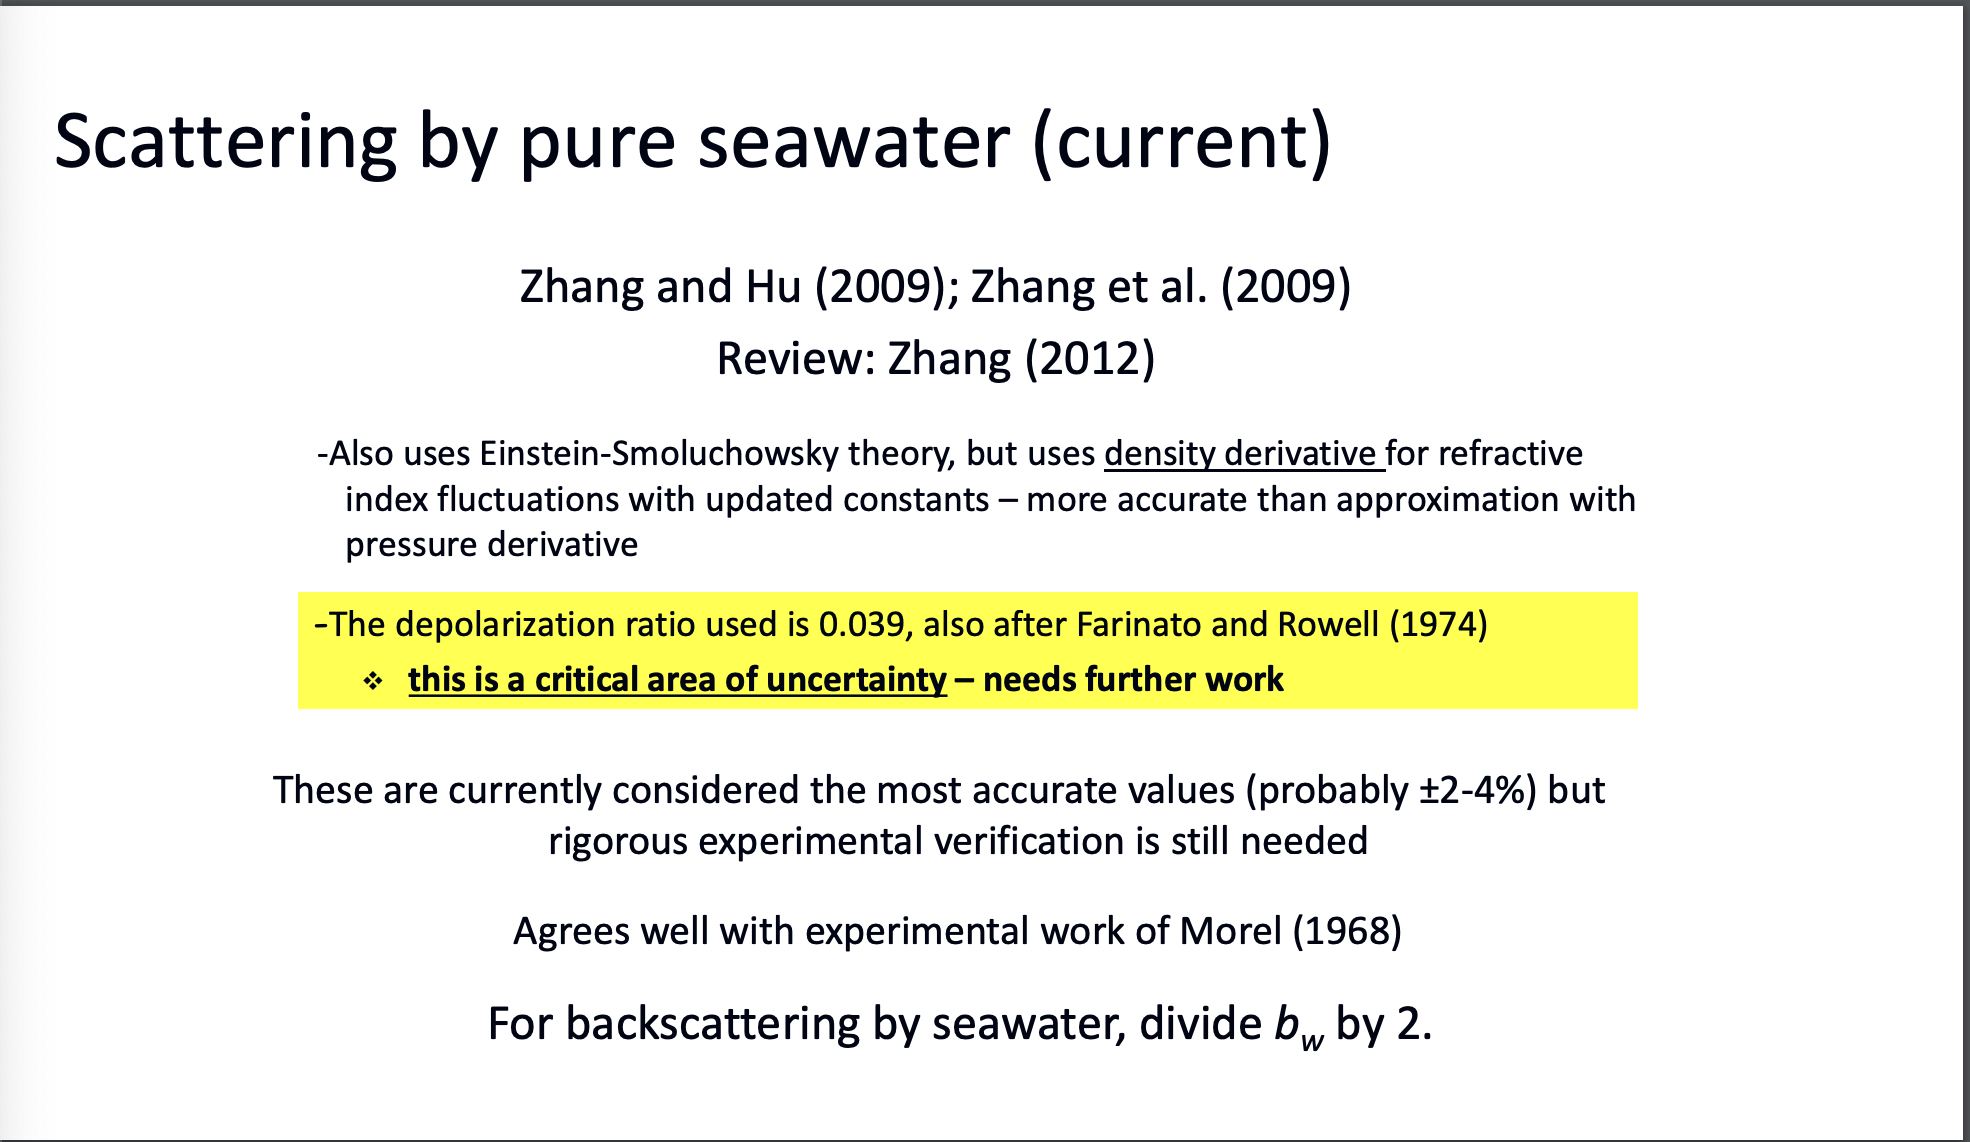 Scattering by pure seawater (current)
Zhang and Hu (2009); Zhang et al. (2009)
Review: Zhang (2012)
-Also uses Einstein-Smoluchowsky theory, but uses density derivative for refractive
index fluctuations with updated constants – more accurate than approximation with
pressure derivative
-The depolarization ratio used is 0.039, also after Farinato and Rowell (1974)
❖ this is a critical area of uncertainty – needs further work
These are currently considered the most accurate values (probably ±2-4%) but
rigorous experimental verification is still needed
Agrees well with experimental work of Morel (1968)
For backscattering by seawater, divide b_w by 2.